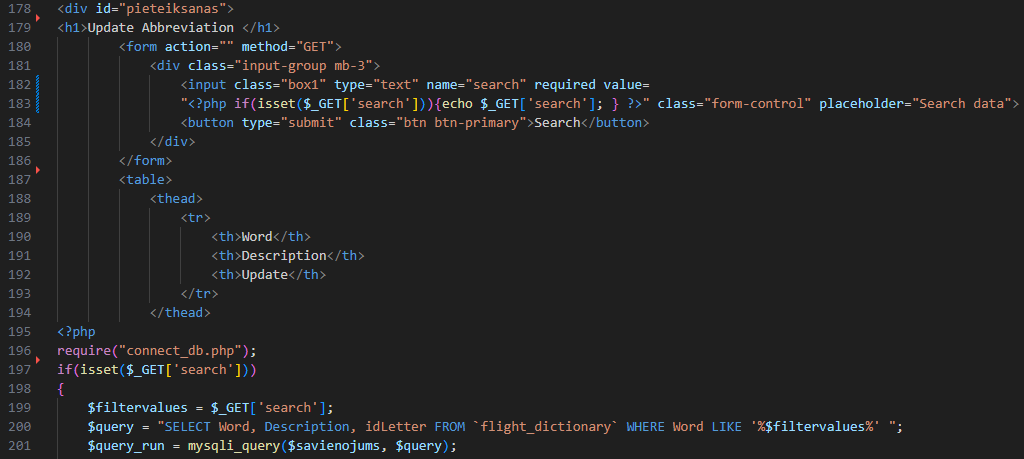 178 <div id="pieteiksanas">
179 <h1>Update Abbreviation </h1>
180 <form action="" method="GET">
181 <div class="input-group mb-3">
182 <input class="box1" type="text" name="search" required value=
183 "<?php if(isset($_GET['search'])){echo $_GET['search']; } ?>" class="form-control" placeholder="Search data">
184 <button type="submit" class="btn btn-primary">Search</button>
185 </div>
186 </form>
187 <table>
188 <thead>
189 <tr>
190 <th>Word</th>
191 <th>Description</th>
192 <th>Update</th>
193 </tr>
194 </thead>
195 <?php
196 require("connect_db.php");
197 if(isset($_GET['search']))
198 {
199 $filtervalues = $_GET['search'];
200 $query = "SELECT Word, Description, idLetter FROM `flight_dictionary` WHERE Word LIKE '%$filtervalues%' ";
201 $query_run = mysqli_query($savienojums, $query);